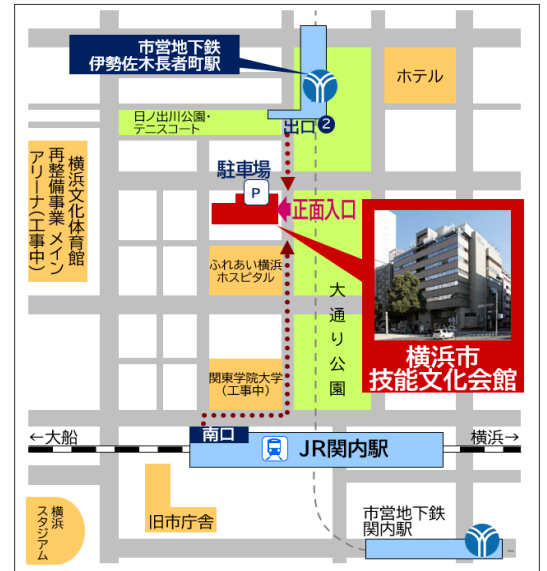 市営地下鉄
伊勢佐木長者町駅
ホテル
日ノ出川公園・
テニスコート
出口2
横浜文化体育館
再整備事業 メイン
アリーナ(工事中)
駐車場
P
正面入口
ふれあい横浜
ホスピタル
大通り公園
横浜市
技能文化会館
関東学院大学
(工事中)
←大船
南口
JR関内駅
横浜→
横浜
スタジアム
旧市庁舎
市営地下鉄
関内駅